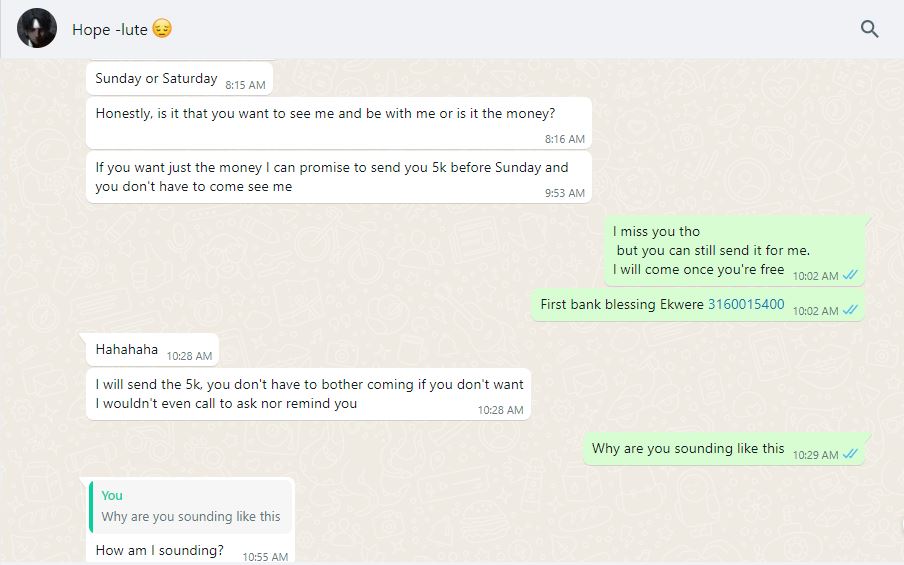 Hope -lute 😔
Sunday or Saturday 8:15 AM
Honestly, is it that you want to see me and be with me or is it the money?
8:16 AM
If you want just the money I can promise to send you 5k before Sunday and
you don't have to come see me 9:53 AM
I miss you tho
but you can still send it for me.
I will come once you're free 10:02 AM
First bank blessing Ekwere 3160015400 10:02 AM
Hahahaha 10:28 AM
I will send the 5k, you don't have to bother coming if you don't want
I wouldn't even call to ask nor remind you 10:28 AM
Why are you sounding like this 10:29 AM
You
Why are you sounding like this
How am I sounding? 10:55 AM